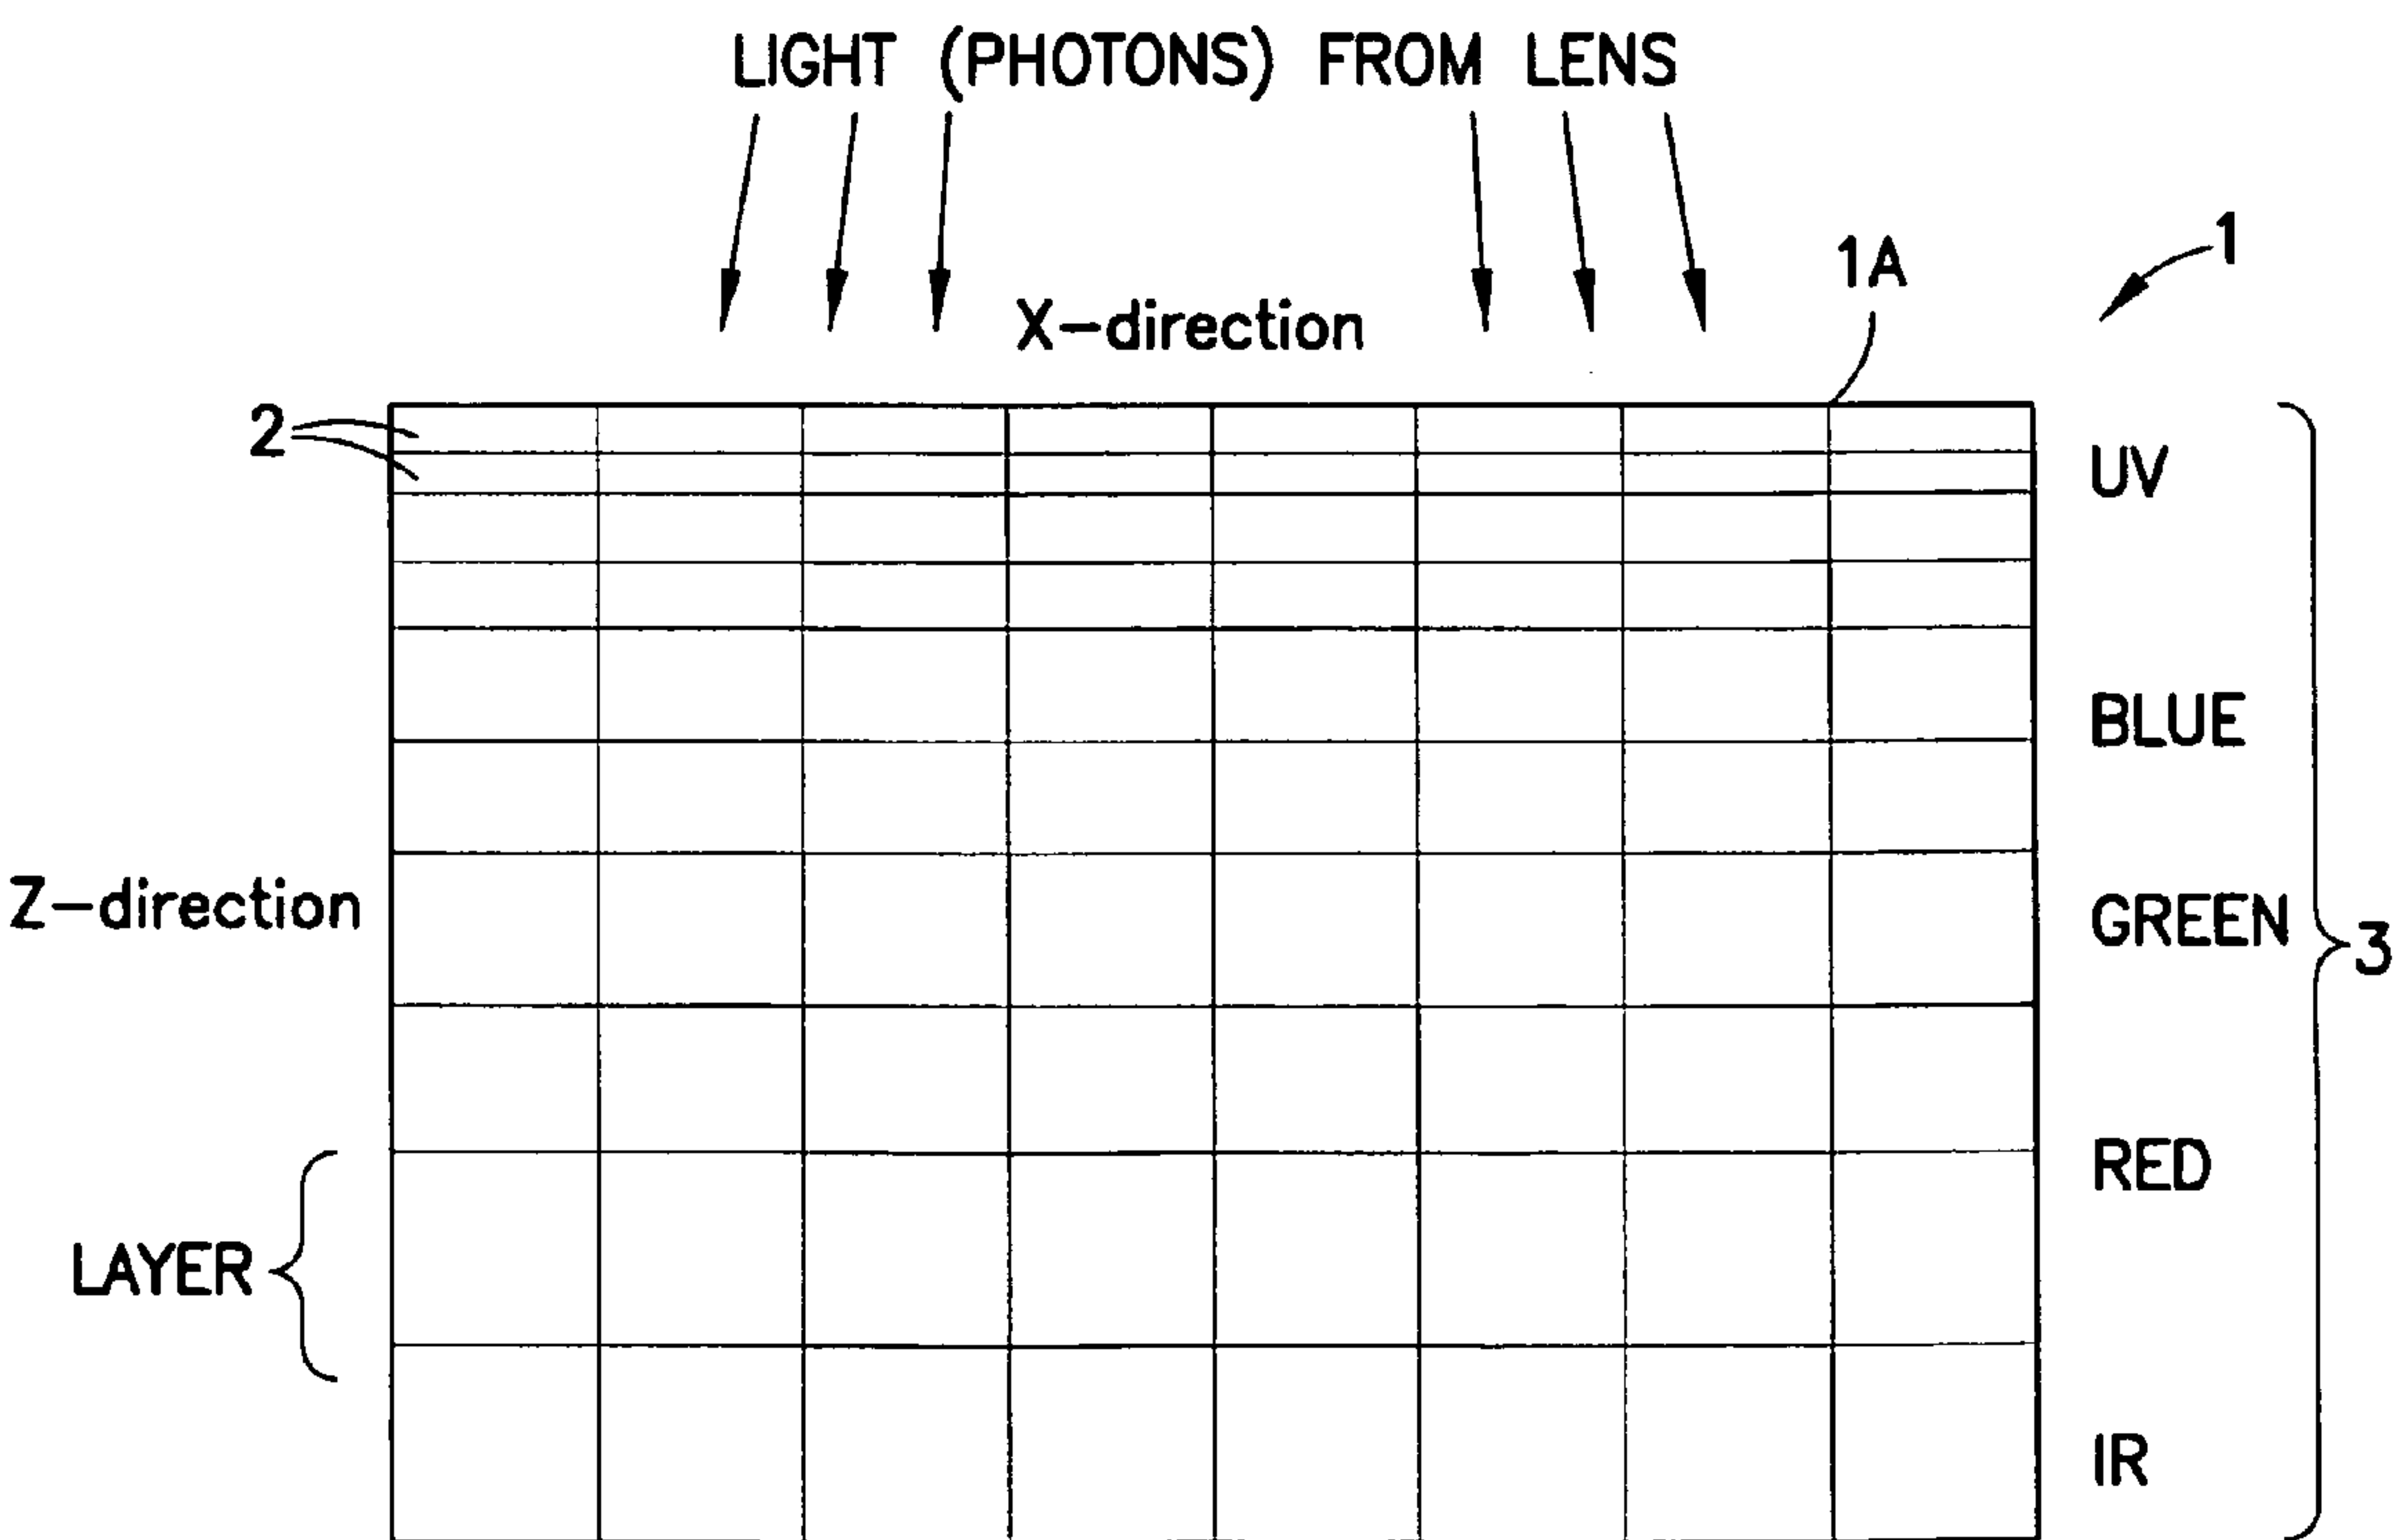 LIGHT (PHOTONS) FROM LENS
1
1A
X-direction
2
UV
BLUE
Z-direction
GREEN
3
RED
LAYER
IR